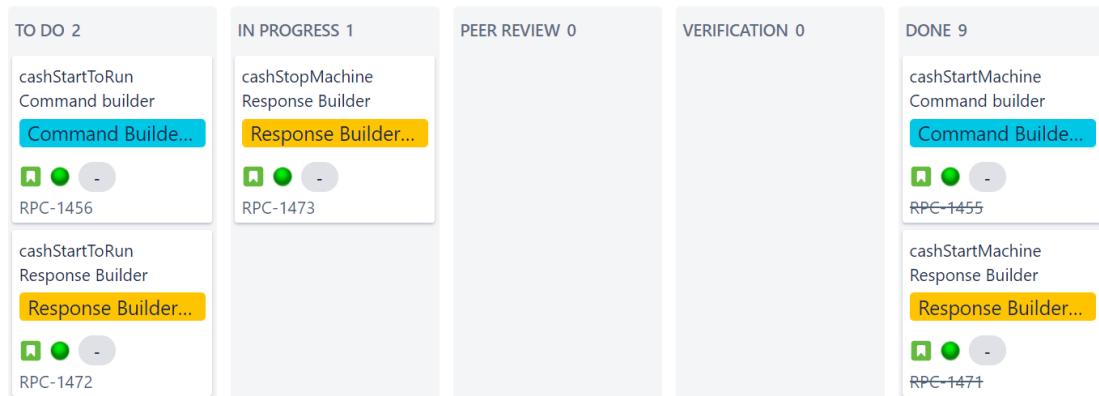 TO DO 2
cashStartToRun
Command builder
Command Builde...
-
RPC-1456
cashStartToRun
Response Builder
Response Builder...
-
RPC-1472
IN PROGRESS 1
cashStopMachine
Response Builder
Response Builder...
-
RPC-1473
PEER REVIEW 0
VERIFICATION 0
DONE 9
cashStartMachine
Command builder
Command Builde...
-
RPC-1455
cashStartMachine
Response Builder
Response Builder...
-
RPC-1471